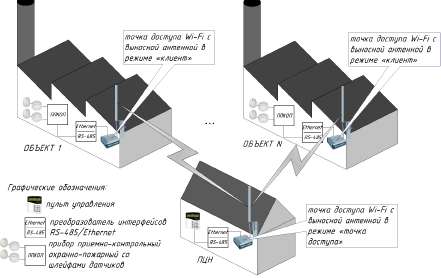 точка доступа Wi-Fi с
выносной антенной в
режиме «клиент»
точка доступа Wi-Fi с
выносной антенной в
режиме «клиент»
ППКОП
Ethernet
RS-485
ОБЪЕКТ 1
...
ППКОП
Ethernet
RS-485
ОБЪЕКТ N
Графические обозначения:
пульт управления
Ethernet
RS-485
преобразователь интерфейсов
RS-485/Ethernet
ППКОП
прибор приемно-контрольный
охранно-пожарный со
шлейфами датчиков
Ethernet
RS-485
ПЦН
точка доступа Wi-Fi с
выносной антенной в
режиме «точка
доступа»